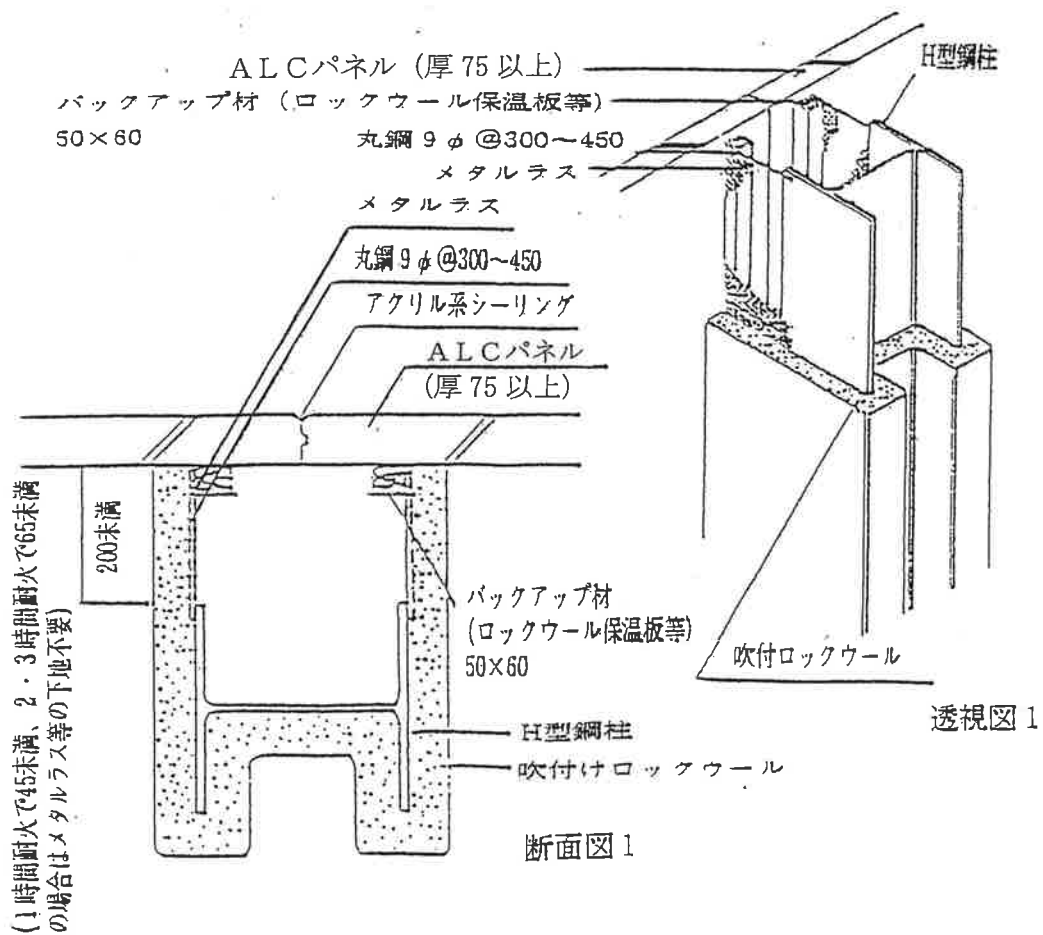 ALCパネル (厚75以上)
H型鋼柱
バックアップ材 (ロックウール保温板等)
50×60
丸鋼9φ@300〜450
メタルラス
メタルラス
丸鋼9φ@300〜450
アクリル系シーリング
ALCパネル
(厚75以上)
200未満
(1時間耐火で45未満、2・3時間耐火で65未満
の場合はメタルラス等の下地不要)
バックアップ材
(ロックウール保温板等)
50×60
H型鋼柱
吹付けロックウール
断面図1
吹付ロックウール
透視図1